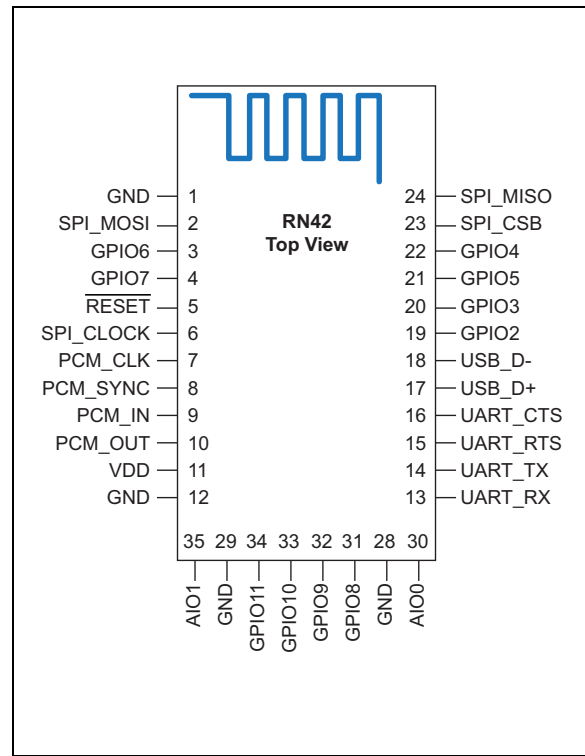 RN42
Top View
GND 1
SPI_MOSI 2
GPIO6 3
GPIO7 4
RESET 5
SPI_CLOCK 6
PCM_CLK 7
PCM_SYNC 8
PCM_IN 9
PCM_OUT 10
VDD 11
GND 12
24 SPI_MISO
23 SPI_CSB
22 GPIO4
21 GPIO5
20 GPIO3
19 GPIO2
18 USB_D-
17 USB_D+
16 UART_CTS
15 UART_RTS
14 UART_TX
13 UART_RX
35 29 34 33 32 31 28 30
AIO1
GND
GPIO11
GPIO10
GPIO9
GPIO8
GND
AIO0